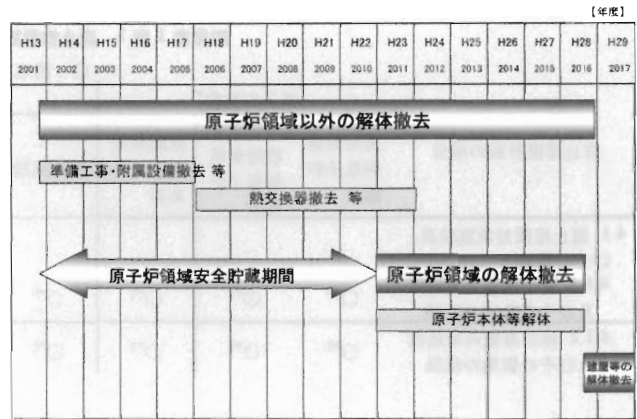 【年度】
H13 H14 H15 H16 H17 H18 H19 H20 H21 H22 H23 H24 H25 H26 H27 H28 H29
2001 2002 2003 2004 2005 2006 2007 2008 2009 2010 2011 2012 2013 2014 2015 2016 2017
原子炉領域以外の解体撤去
準備工事・附属設備撤去 等
熱交換器撤去 等
原子炉領域安全貯蔵期間
原子炉領域の解体撤去
原子炉本体等解体
建屋等の
解体撤去